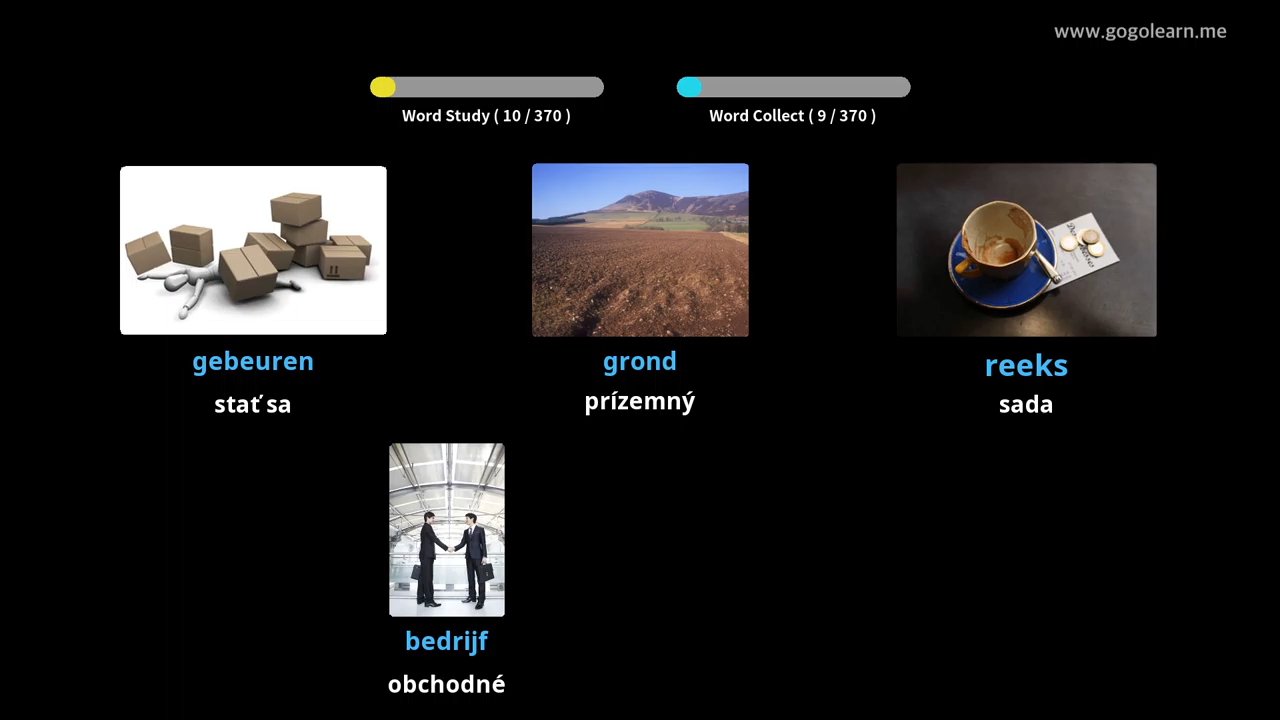 www.gogolearn.me
Word Study ( 10 / 370 )
Word Collect ( 9 / 370 )
gebeuren
stať sa
grond
prízemný
reeks
sada
bedrijf
obchodné